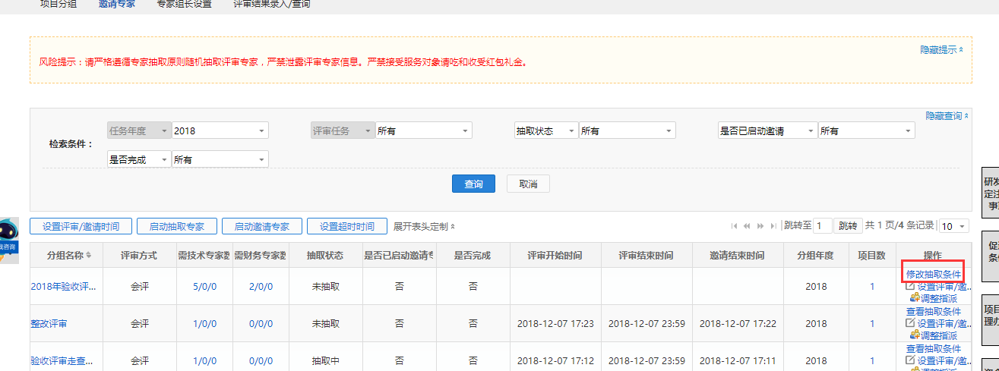 项目分组 邀请专家 专家组长设置 评审结果录入/查询
隐藏提示
风险提示：请严格遵循专家抽取原则随机抽取评审专家，严禁泄露评审专家信息。严禁接受服务对象请吃和收受红包礼金。
隐藏查询
检索条件：
任务年度 2018 评审任务 所有 抽取状态 所有 是否已启动邀请 所有
是否完成 所有
查询 取消
设置评审/邀请时间 启动抽取专家 启动邀请专家 设置超时时间 展开表头定制 跳转至 1 跳转 共 1 页/4 条记录 10
分组名称 评审方式 需技术专家数 需财务专家数 抽取状态 是否已启动邀请专 是否完成 评审开始时间 评审结束时间 邀请结束时间 分组年度 项目数 操作
2018年验收评... 会评 5/0/0 2/0/0 未抽取 否 否 2018 1 修改抽取条件
设置评审/邀..
调整指派
整改评审 会评 1/0/0 0/0/0 未抽取 否 否 2018-12-07 17:23 2018-12-07 23:59 2018-12-07 17:22 2018 1 查看抽取条件
设置评审/邀..
调整指派
验收评审走查... 会评 1/0/0 0/0/0 抽取中 否 否 2018-12-07 17:12 2018-12-07 23:59 2018-12-07 17:11 2018 1 查看抽取条件
设置评审/邀..
调整指派
咨询
研发
定注
事
促
条
项目
理办